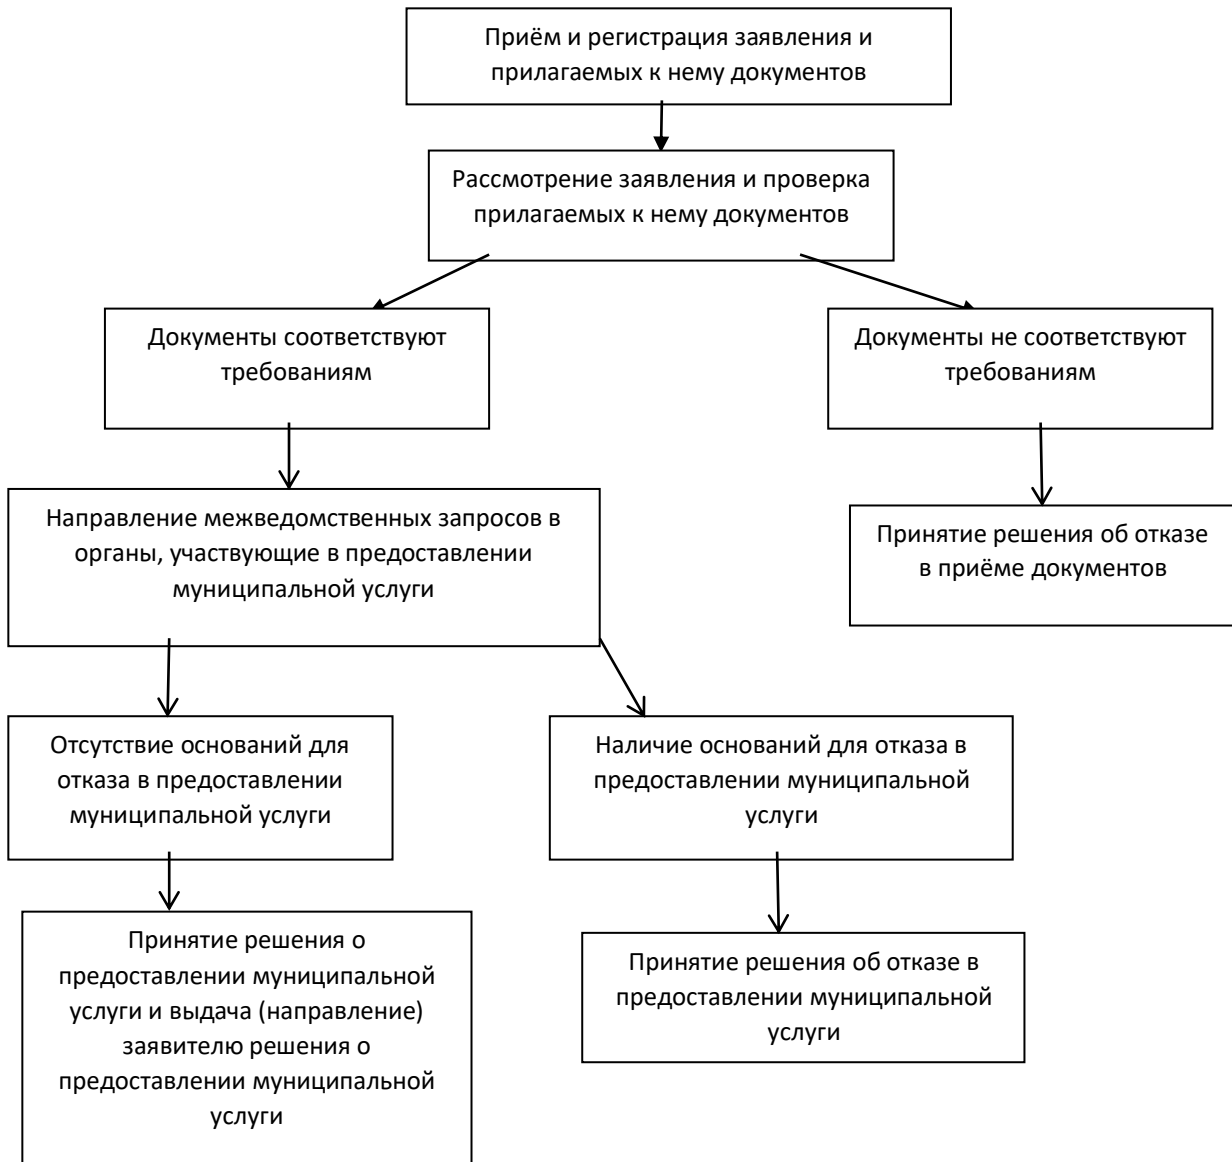 Приём и регистрация заявления и
прилагаемых к нему документов
Рассмотрение заявления и проверка
прилагаемых к нему документов
Документы соответствуют
требованиям
Документы не соответствуют
требованиям
Направление межведомственных запросов в
органы, участвующие в предоставлении
муниципальной услуги
Принятие решения об отказе
в приёме документов
Отсутствие оснований для
отказа в предоставлении
муниципальной услуги
Наличие оснований для отказа в
предоставлении муниципальной
услуги
Принятие решения о
предоставлении муниципальной
услуги и выдача (направление)
заявителю решения о
предоставлении муниципальной
услуги
Принятие решения об отказе в
предоставлении муниципальной
услуги